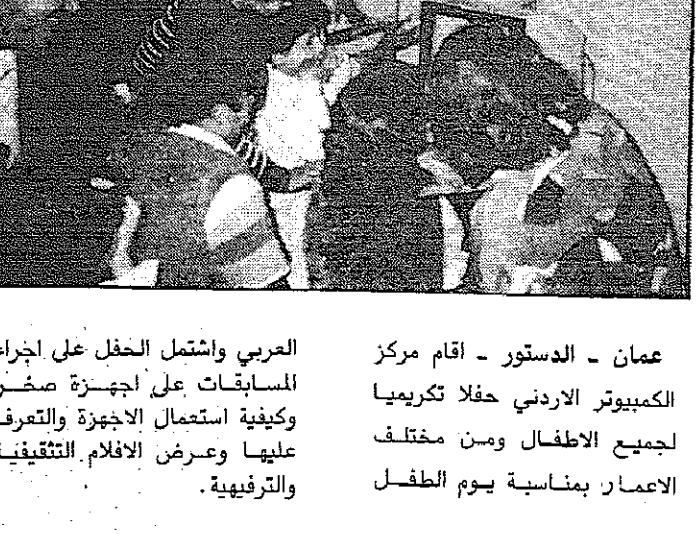 عمان ـ الدستور ـ اقام مركز
الكمبيوتر الاردني حفلا تكريميا
لجميع الاطفال ومن مختلف
الاعمار بمناسبة يوم الطفل
العربي واشتمل الحفل على
المسابقات على اجهزة صخر
وكيفية استعمال الاجهزة والتعرف
عليها وعرض الافلام التثقيفية
والترفيهية .